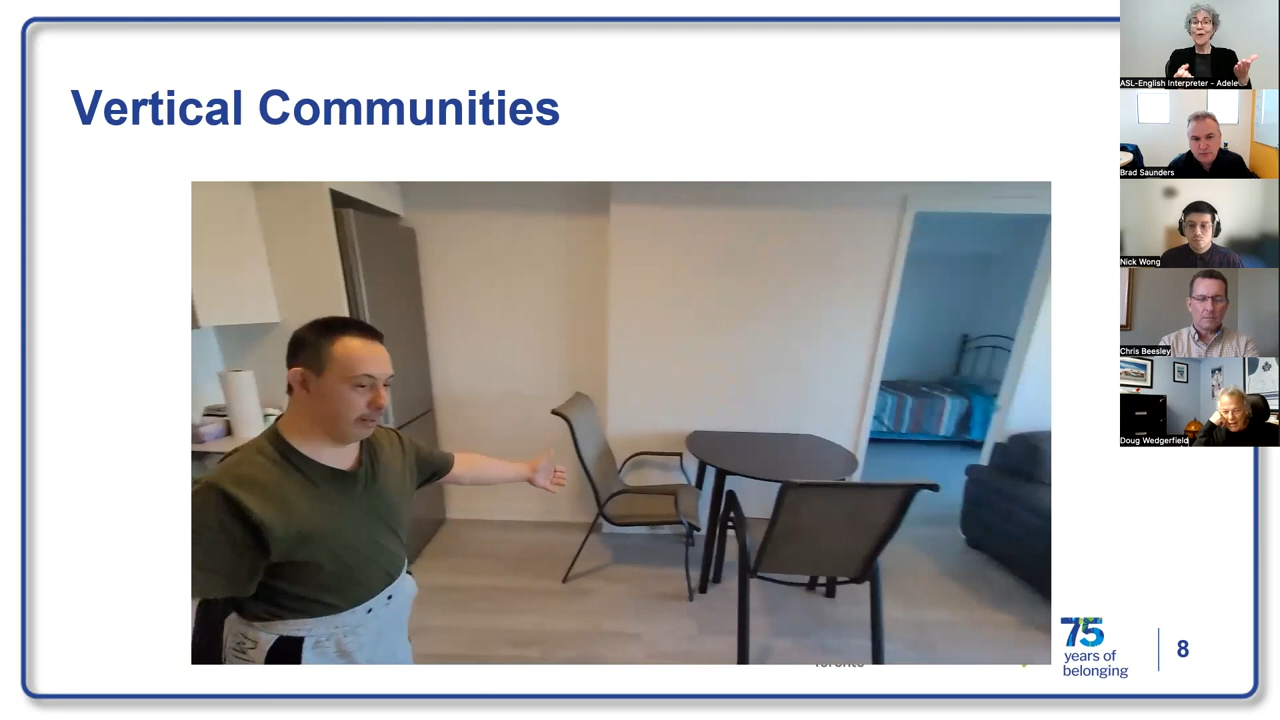 Vertical Communities
ASL-English Interpreter - Adele
Brad Saunders
Nick Wong
Chris Beesley
Doug Wedgerfield
Toronto
75
years of
belonging
8